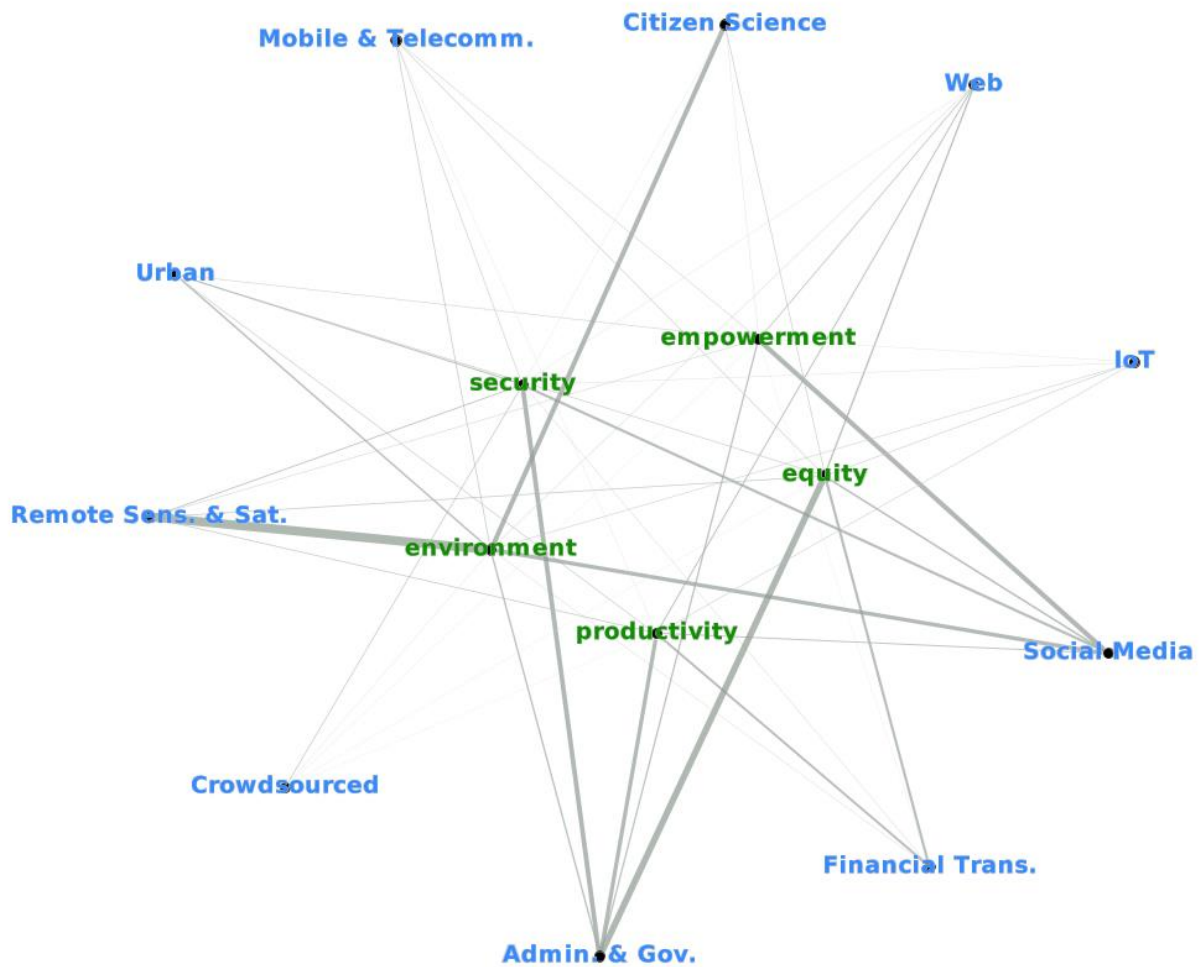 Citizen Science
Mobile & Telecomm.
Web
Urban
empowerment
IoT
security
equity
Remote Sens. & Sat.
environment
productivity
Social Media
Crowdsourced
Financial Trans.
Admin. & Gov.